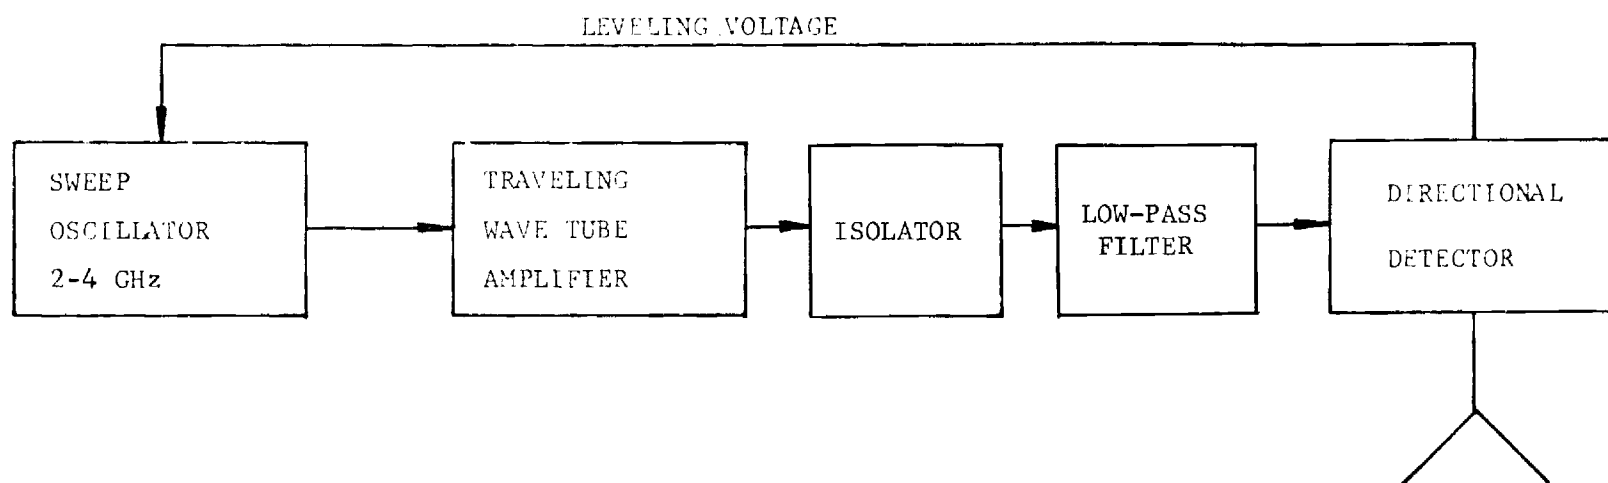 LEVELING VOLTAGE
SWEEP
OSCILLATOR
2-4 GHz
TRAVELING
WAVE TUBE
AMPLIFIER
ISOLATOR
LOW-PASS
FILTER
DIRECTIONAL
DETECTOR